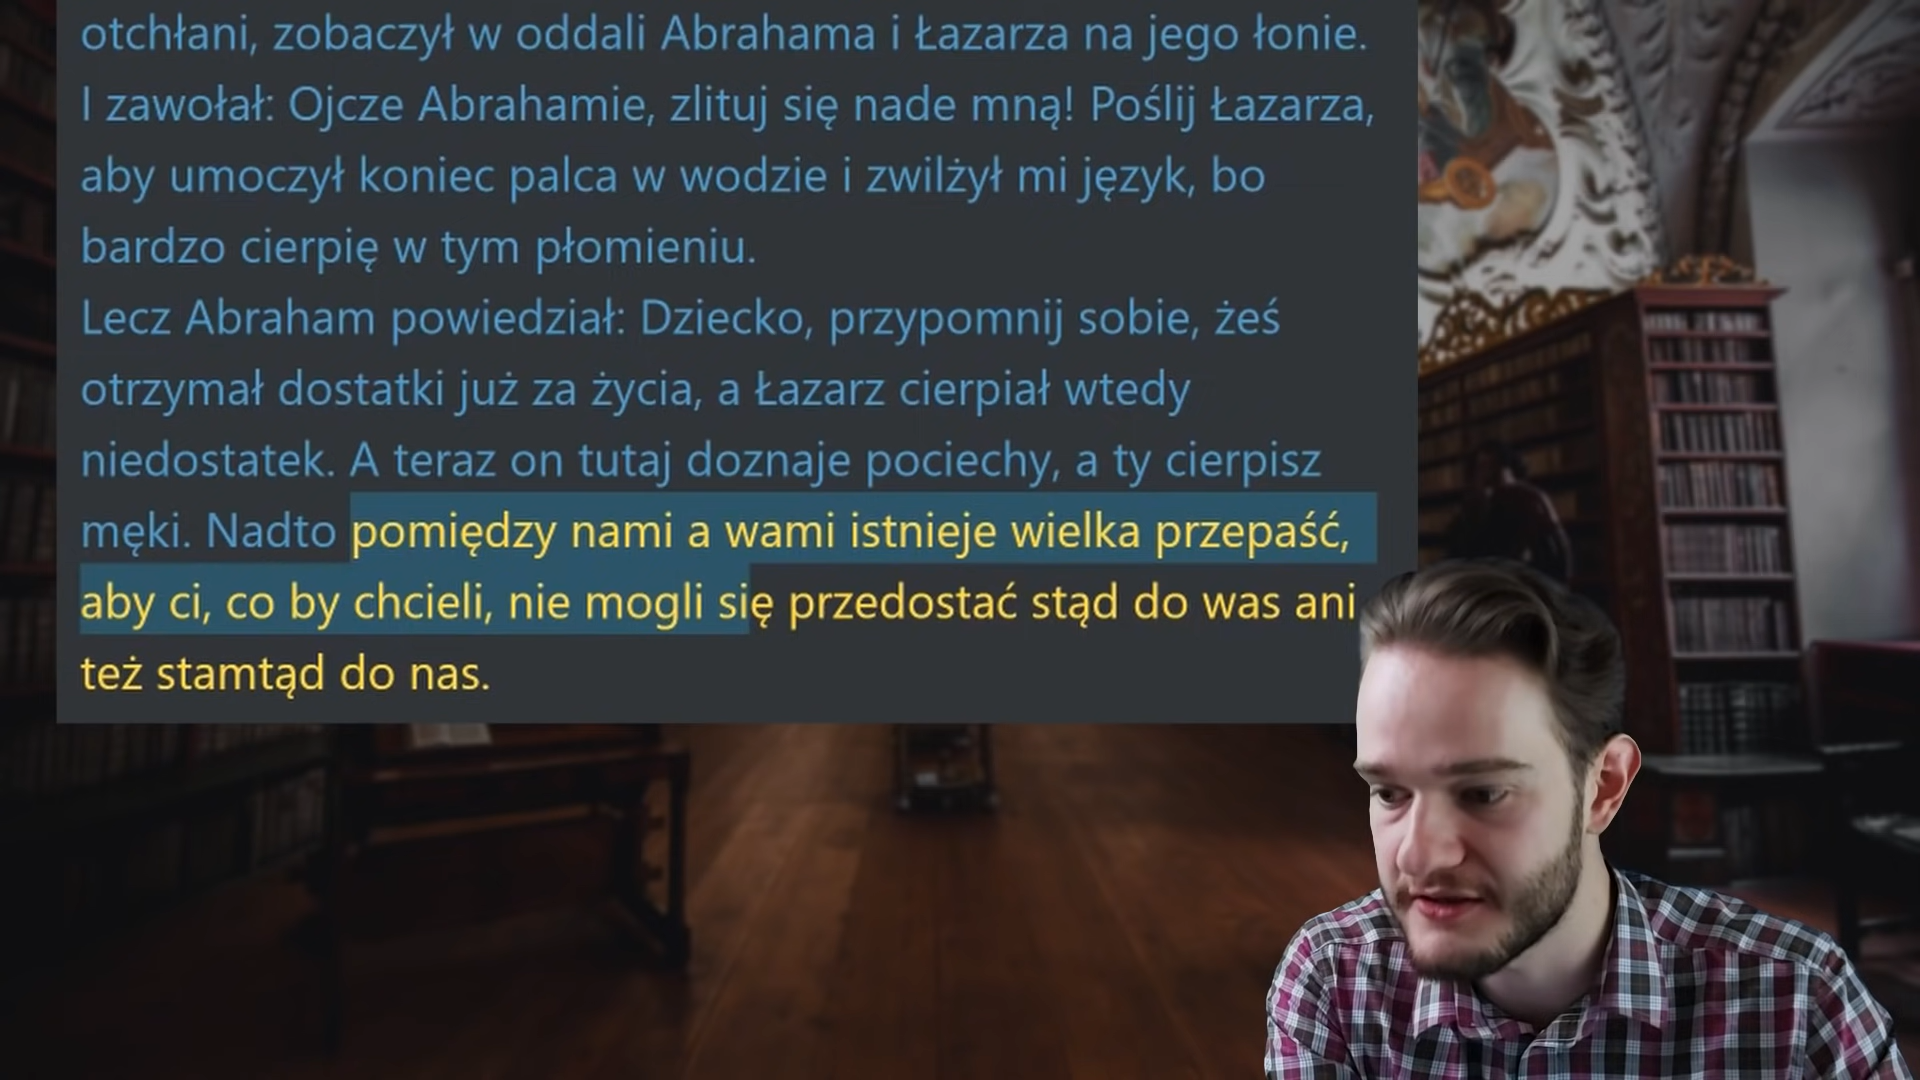 otchłani, zobaczył w oddali Abrahama i Łazarza na jego łonie.
I zawołał: Ojcze Abrahamie, zlituj się nade mną! Poślij Łazarza,
aby umoczył koniec palca w wodzie i zwilżył mi język, bo
bardzo cierpię w tym płomieniu.
Lecz Abraham powiedział: Dziecko, przypomnij sobie, żeś
otrzymał dostatki już za życia, a Łazarz cierpiał wtedy
niedostatek. A teraz on tutaj doznaje pociechy, a ty cierpisz
męki. Nadto pomiędzy nami a wami istnieje wielka przepaść,
aby ci, co by chcieli, nie mogli się przedostać stąd do was ani
też stamtąd do nas.